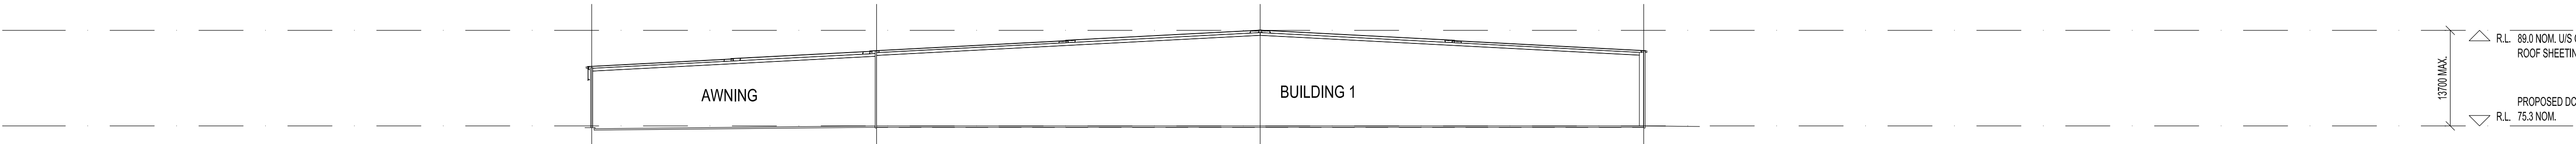 AWNING
BUILDING 1
13700 MAX.
R.L. 89.0 NOM. U/S
ROOF SHEETIN
PROPOSED DO
R.L. 75.3 NOM.